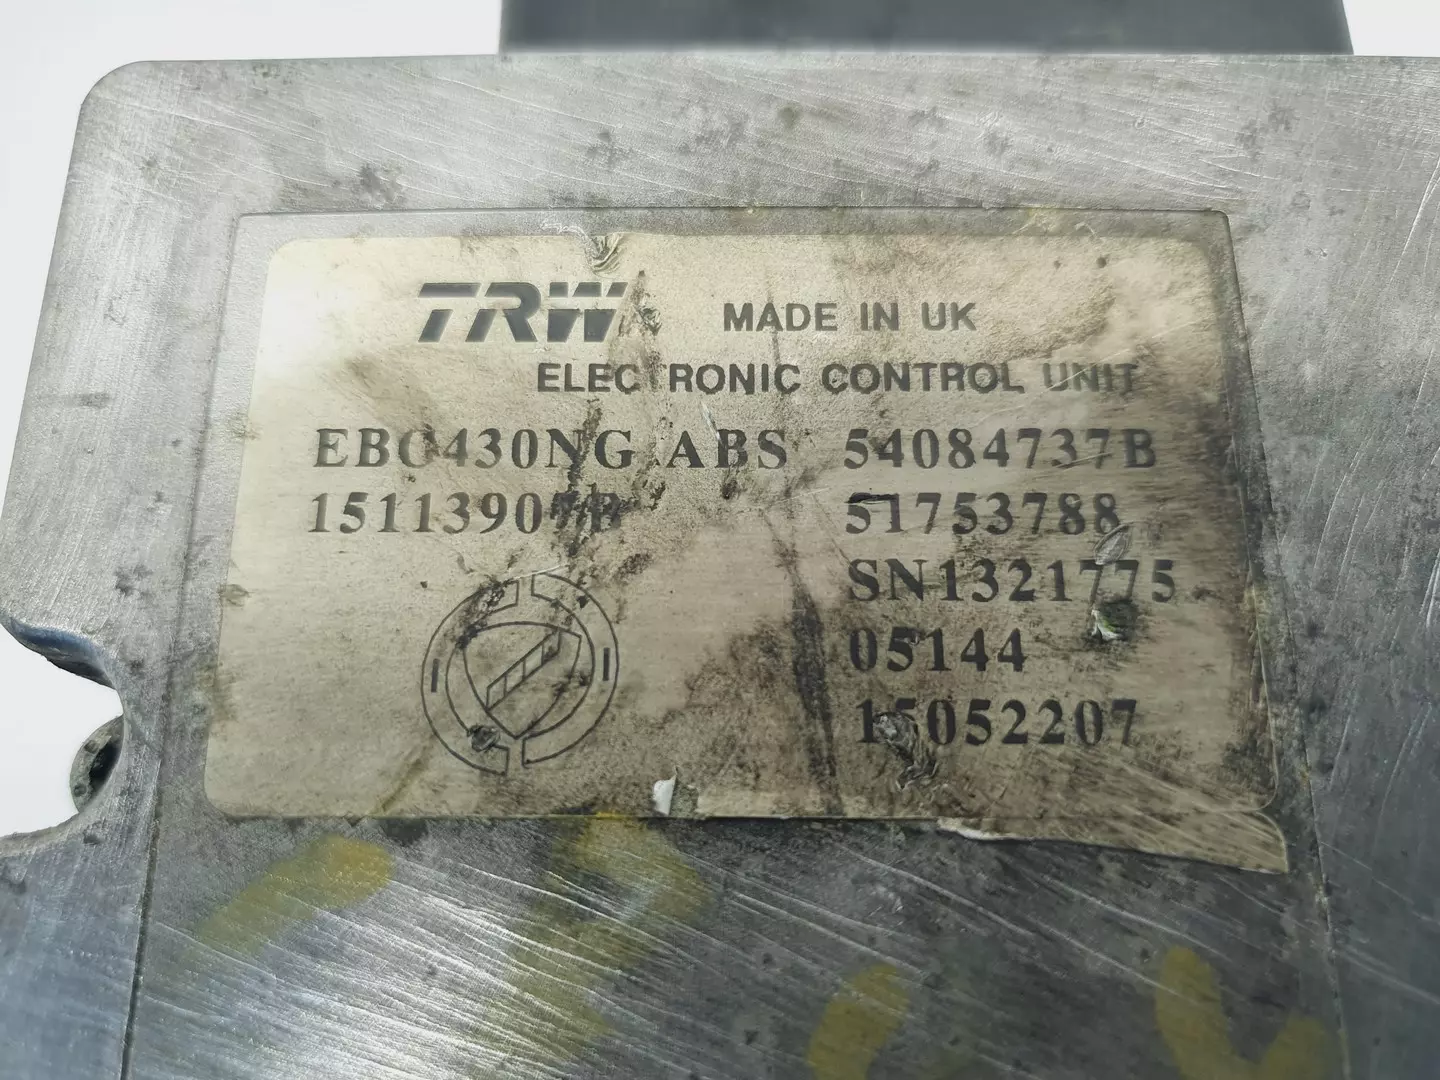 TRW MADE IN UK
ELECTRONIC CONTROL UNIT
EBC430NG ABS 54084737B
51753788
SN1321775
05144
15052207